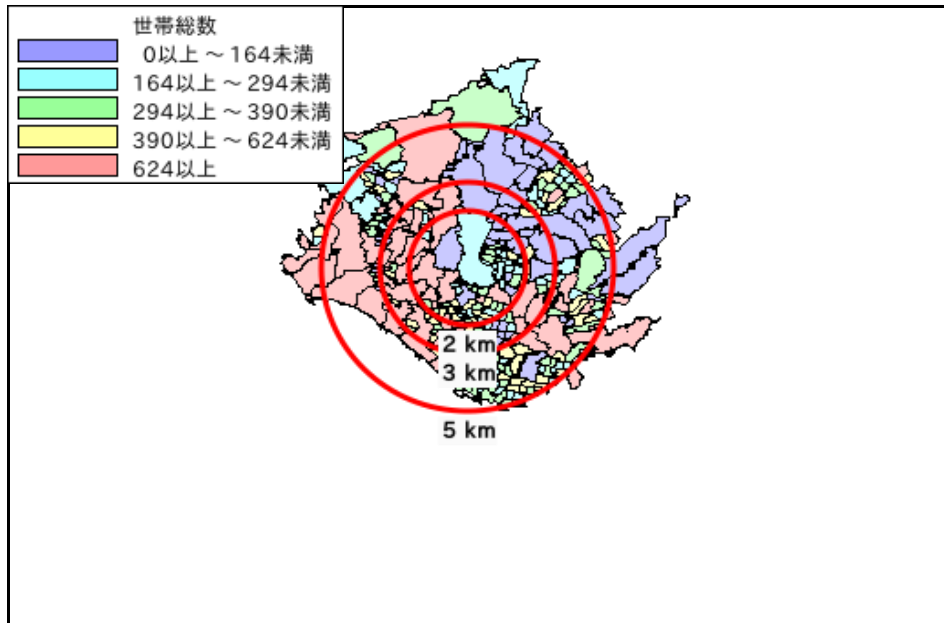 世帯総数
0以上 ～ 164未満
164以上 ～ 294未満
294以上 ～ 390未満
390以上 ～ 624未満
624以上
2 km
3 km
5 km